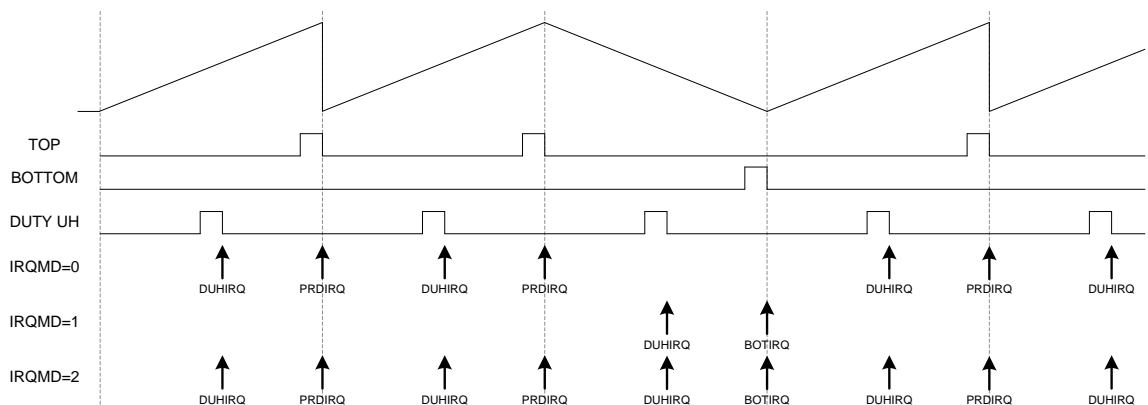 TOP
BOTTOM
DUTY UH
IRQMD=0
DUHIRQ PRDIRQ DUHIRQ PRDIRQ DUHIRQ PRDIRQ DUHIRQ
IRQMD=1
DUHIRQ BOTIRQ
IRQMD=2
DUHIRQ PRDIRQ DUHIRQ PRDIRQ DUHIRQ BOTIRQ DUHIRQ PRDIRQ DUHIRQ